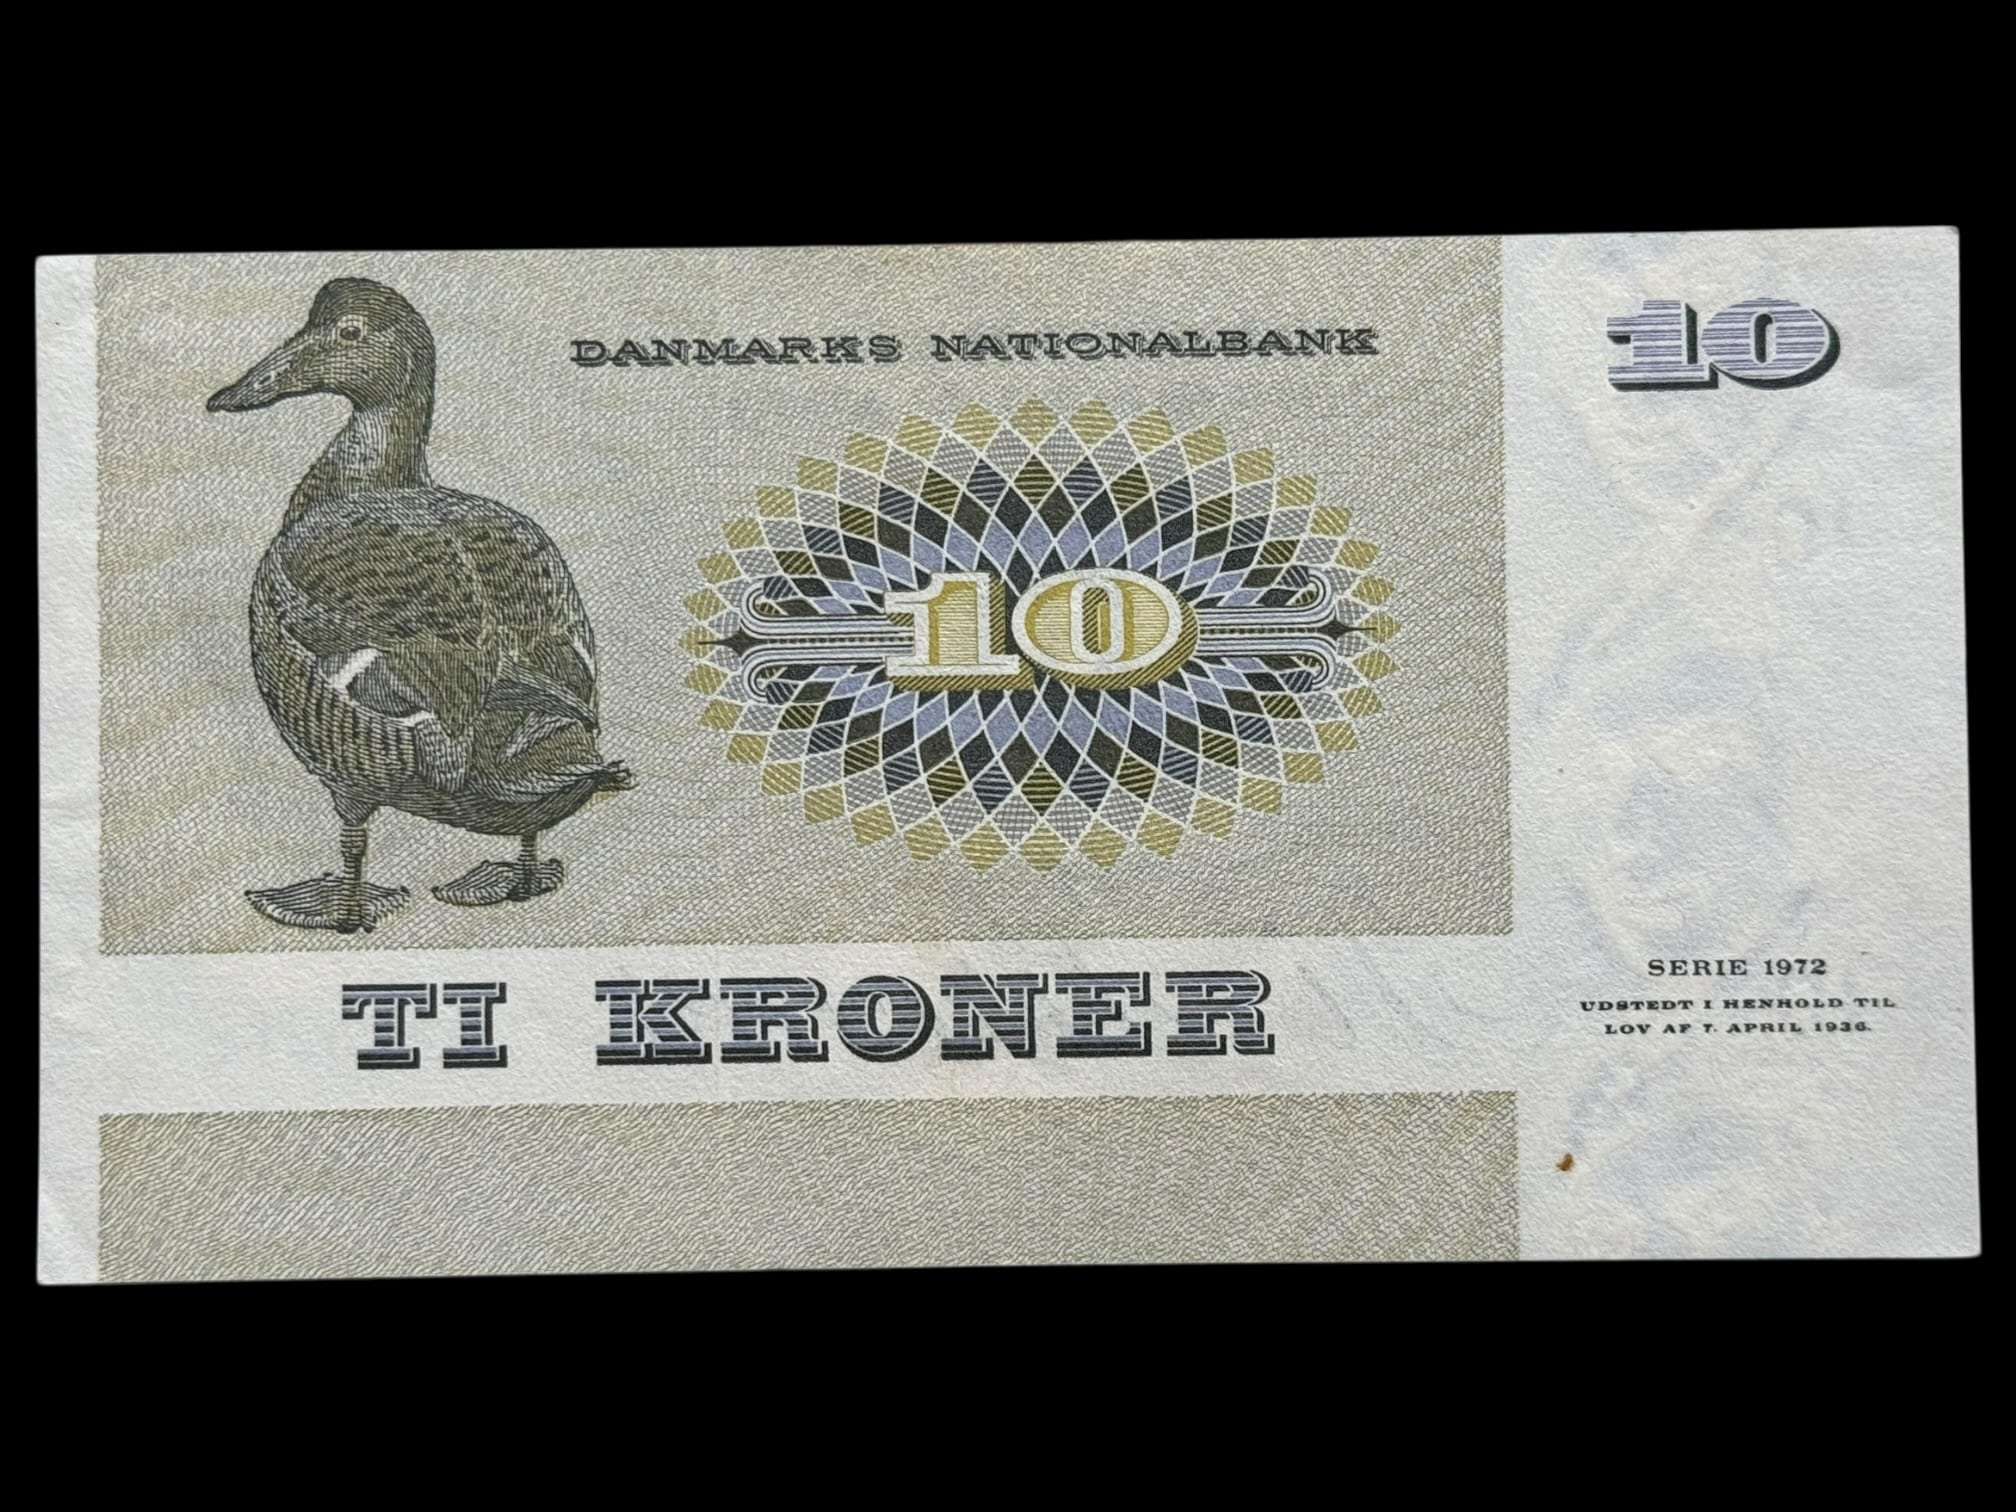 DANMARKS NATIONALBANK
10
10
TI KRONER
SERIE 1972
UDSTEDT I HENHOLD TIL
LOV AF 7. APRIL 1936.